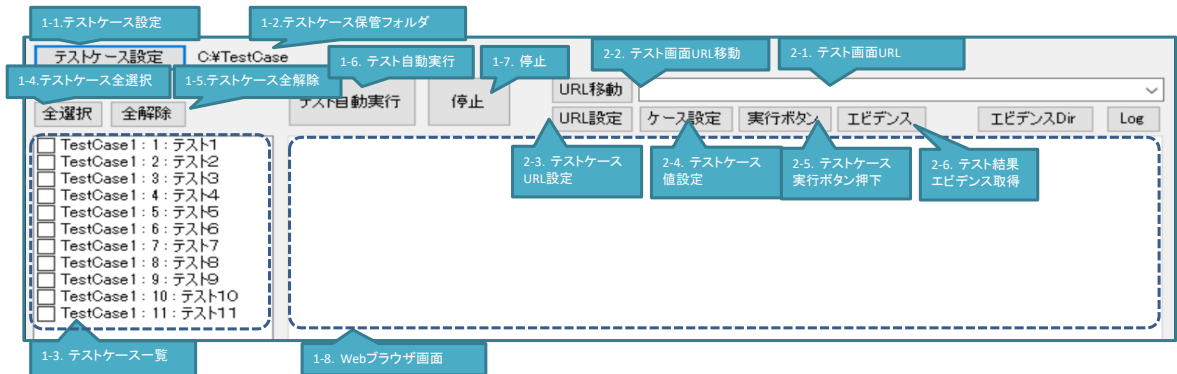 1-1.テストケース設定
1-2.テストケース保管フォルダ
テストケース設定
C:¥TestCase
1-6. テスト自動実行
1-7. 停止
2-2. テスト画面URL移動
2-1. テスト画面URL
1-4.テストケース全選択
1-5.テストケース全解除
全選択
全解除
テスト自動実行
停止
URL移動
URL設定
ケース設定
実行ボタン
エビデンス
エビデンスDir
Log
2-3. テストケース
URL設定
2-4. テストケース
値設定
2-5. テストケース
実行ボタン押下
2-6. テスト結果
エビデンス取得
TestCase1:1:テスト1
TestCase1:2:テスト2
TestCase1:3:テスト3
TestCase1:4:テスト4
TestCase1:5:テスト5
TestCase1:6:テスト6
TestCase1:7:テスト7
TestCase1:8:テスト8
TestCase1:9:テスト9
TestCase1:10:テスト10
TestCase1:11:テスト11
1-3. テストケース一覧
1-8. Webブラウザ画面